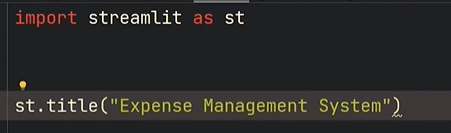 import streamlit as st
st.title("Expense Management System")